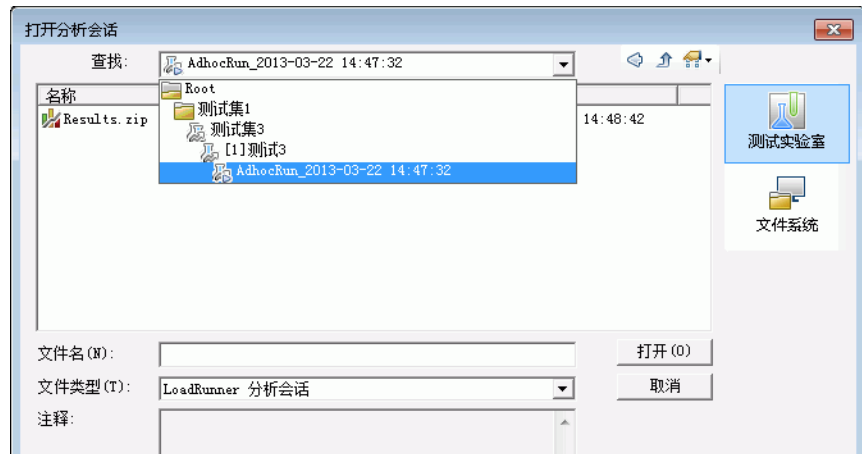 打开分析会话
查找: AdhocRun_2013-03-22 14:47:32
Root
名称
测试集1
Results.zip 14:48:42
测试集3
[1]测试3
AdhocRun_2013-03-22 14:47:32
测试实验室
文件系统
文件名(N): 打开(O)
文件类型(T): LoadRunner 分析会话 取消
注释: